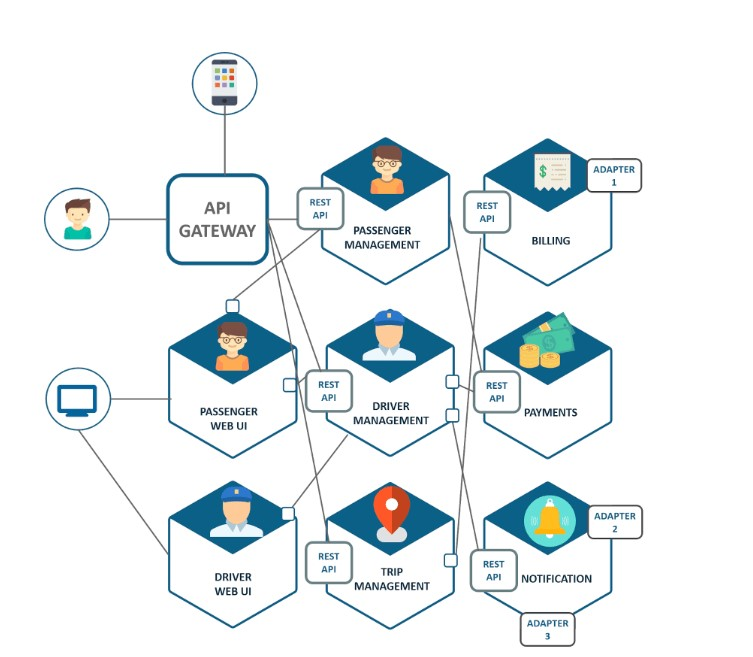 API
GATEWAY
REST
API
PASSENGER
MANAGEMENT
REST
API
BILLING
ADAPTER
1
PASSENGER
WEB UI
REST
API
DRIVER
MANAGEMENT
REST
API
PAYMENTS
DRIVER
WEB UI
REST
API
TRIP
MANAGEMENT
REST
API
NOTIFICATION
ADAPTER
2
ADAPTER
3